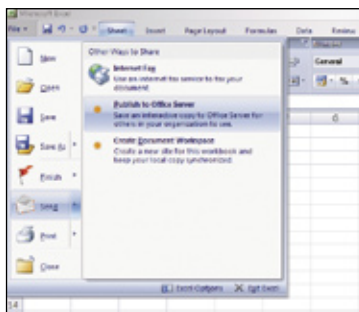 Microsoft Excel
File
Sheet Insert Page Layout Formulas Data Review
Other Ways to Share
General
New
Internet Fax
Use an internet fax service to fax your
document.
Open
Publish to Office Server
Save an interactive copy to Office Server for
others in your organization to see.
Save
G
Create Document Workspace
Create a new site for this workbook and
keep your local copy synchronized.
Save As
Finish
Send
Print
Close
Excel Options Exit Excel
14